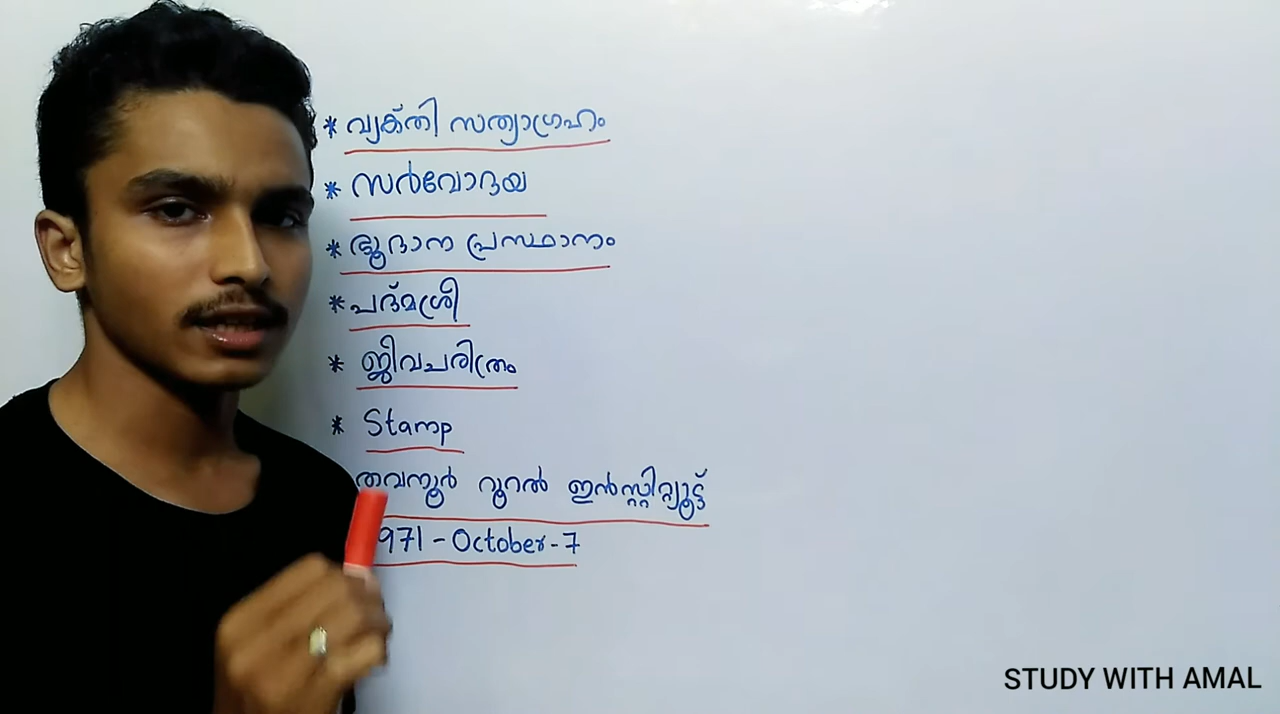 * വ്യക്തി സത്യാഗ്രഹം
* സർവോദയ
* ഭൂദാന പ്രസ്ഥാനം
* പദ്മശ്രീ
* ജീവചരിത്രം
* Stamp
തവനൂർ റൂറൽ ഇൻസ്റ്റിറ്റ്യൂട്ട്
971 - October - 7
STUDY WITH AMAL